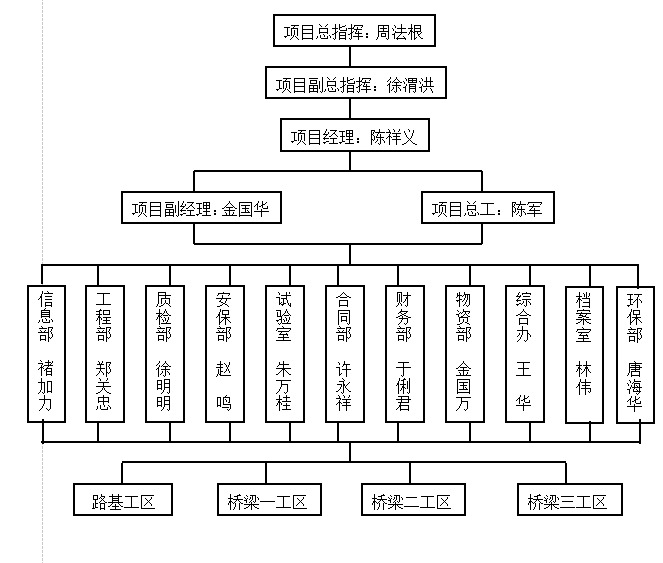 项目总指挥：周法根
项目副总指挥：徐渭洪
项目经理：陈祥义
项目副经理：金国华
项目总工：陈军
信息部 褚加力
工程部 郑关忠
质检部 徐明明
安保部 赵 鸣
试验室 朱万桂
合同部 许永祥
财务部 于俐君
物资部 金国万
综合办 王 华
档案室 林伟
环保部 唐海华
路基工区
桥梁一工区
桥梁二工区
桥梁三工区